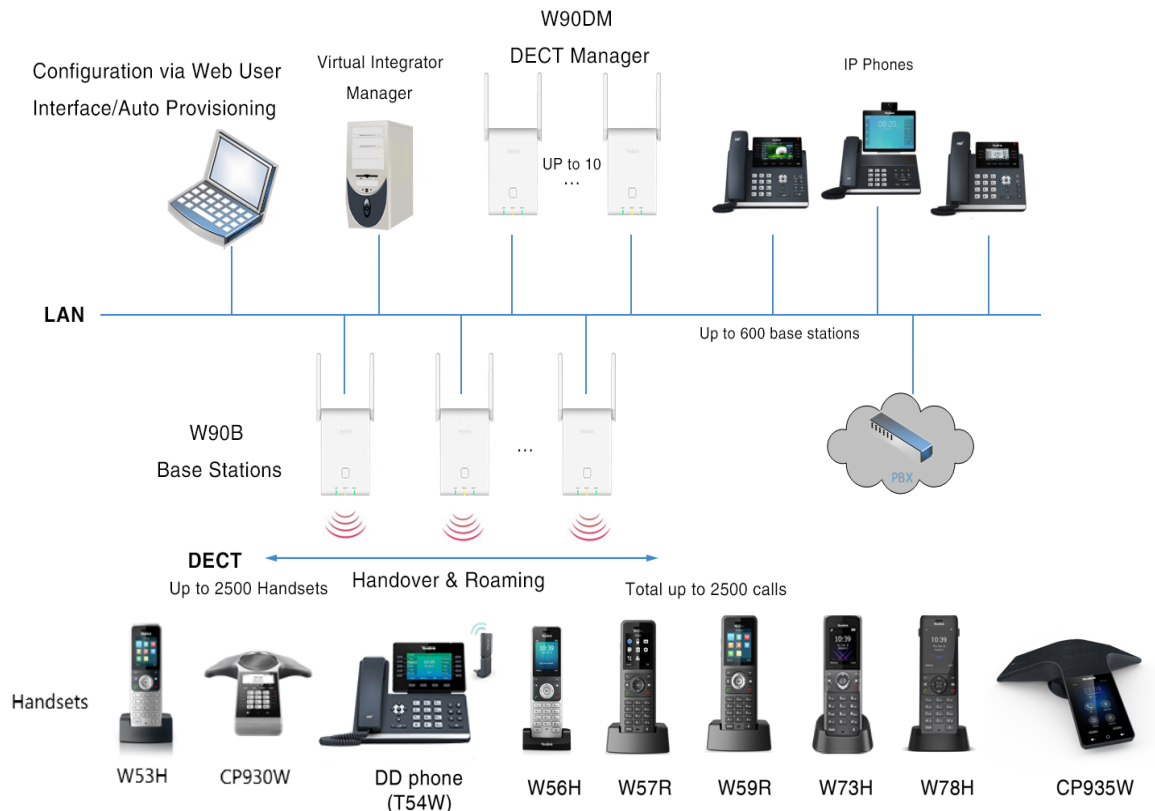 W90DM
DECT Manager
Configuration via Web User
Interface/Auto Provisioning
Virtual Integrator
Manager
IP Phones
UP to 10
...
LAN
Up to 600 base stations
W90B
Base Stations
...
PBX
DECT
Up to 2500 Handsets
Handover & Roaming
Total up to 2500 calls
Handsets
W53H
CP930W
DD phone
(T54W)
W56H
W57R
W59R
W73H
W78H
CP935W